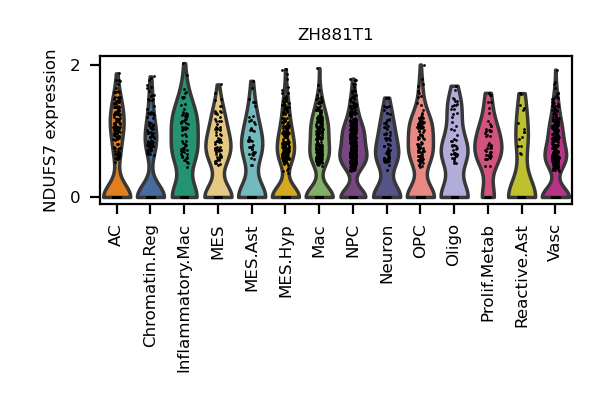 ZH881T1
NDUFS7 expression
2
0
AC
Chromatin.Reg
Inflammatory.Mac
MES
MES.Ast
MES.Hyp
Mac
NPC
Neuron
OPC
Oligo
Prolif.Metab
Reactive.Ast
Vasc